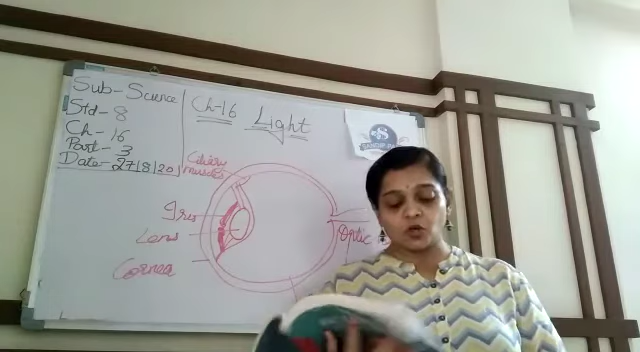 Sub- Science
Std- 8
Ch- 16
Part- 3
Date- 27/8/20
Ch-16 Light
S
Ciliary
muscles
Iris
Lens
Cornea
Optic